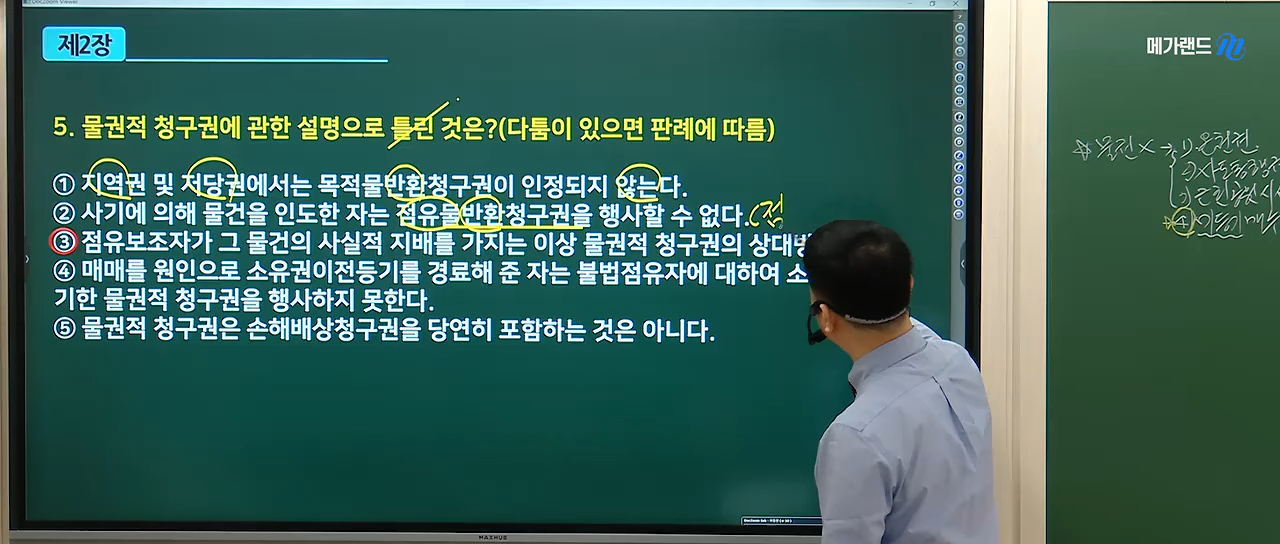 제2장
메가랜드
5. 물권적 청구권에 관한 설명으로 틀린 것은?(다툼이 있으면 판례에 따름)
① 지역권 및 저당권에서는 목적물반환청구권이 인정되지 않는다.
② 사기에 의해 물건을 인도한 자는 점유물반환청구권을 행사할 수 없다.(점
③ 점유보조자가 그 물건의 사실적 지배를 가지는 이상 물권적 청구권의 상대방
④ 매매를 원인으로 소유권이전등기를 경료해 준 자는 불법점유자에 대하여 소
기한 물권적 청구권을 행사하지 못한다.
⑤ 물권적 청구권은 손해배상청구권을 당연히 포함하는 것은 아니다.
물권 × → 1) 온천권
MAXHUB